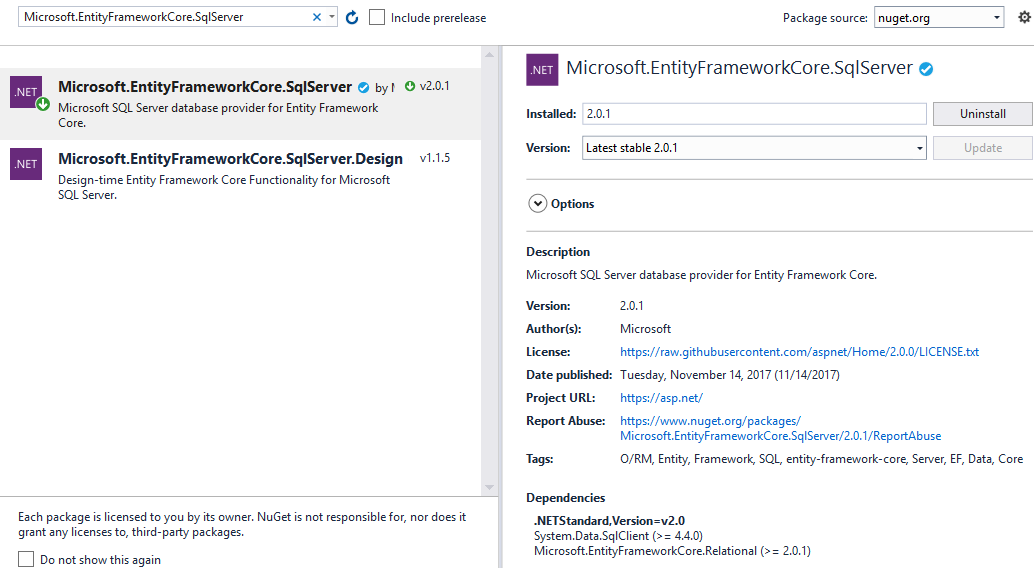 Microsoft.EntityFrameworkCore.SqlServer
Include prerelease
Package source: nuget.org
.NET
Microsoft.EntityFrameworkCore.SqlServer by v2.0.1
Microsoft SQL Server database provider for Entity Framework
Core.
.NET
Microsoft.EntityFrameworkCore.SqlServer.Design v1.1.5
Design-time Entity Framework Core Functionality for Microsoft
SQL Server.
Each package is licensed to you by its owner. NuGet is not responsible for, nor does it
grant any licenses to, third-party packages.
Do not show this again
.NET
Microsoft.EntityFrameworkCore.SqlServer
Installed: 2.0.1 Uninstall
Version: Latest stable 2.0.1 Update
Options
Description
Microsoft SQL Server database provider for Entity Framework Core.
Version: 2.0.1
Author(s): Microsoft
License: https://raw.githubusercontent.com/aspnet/Home/2.0.0/LICENSE.txt
Date published: Tuesday, November 14, 2017 (11/14/2017)
Project URL: https://asp.net/
Report Abuse: https://www.nuget.org/packages/
Microsoft.EntityFrameworkCore.SqlServer/2.0.1/ReportAbuse
Tags: O/RM, Entity, Framework, SQL, entity-framework-core, Server, EF, Data, Core
Dependencies
.NETStandard,Version=v2.0
System.Data.SqlClient (>= 4.4.0)
Microsoft.EntityFrameworkCore.Relational (>= 2.0.1)